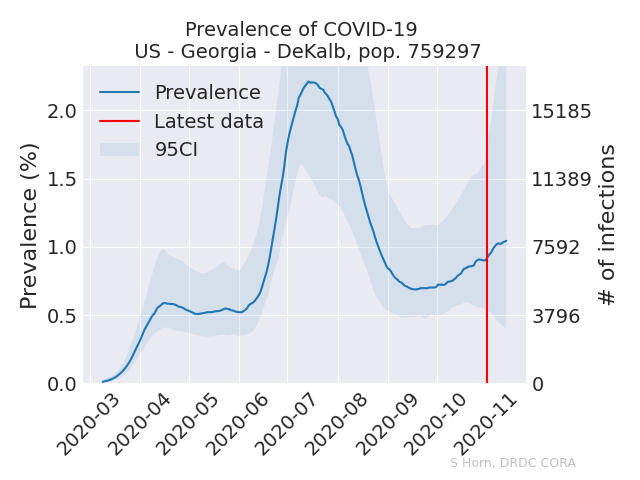 Prevalence of COVID-19
US - Georgia - DeKalb, pop. 759297
Prevalence
Latest data
95CI
Prevalence (%)
2.0
1.5
1.0
0.5
0.0
15185
11389
7592
3796
0
# of infections
2020-03
2020-04
2020-05
2020-06
2020-07
2020-08
2020-09
2020-10
2020-11
S Horn, DRDC CORA